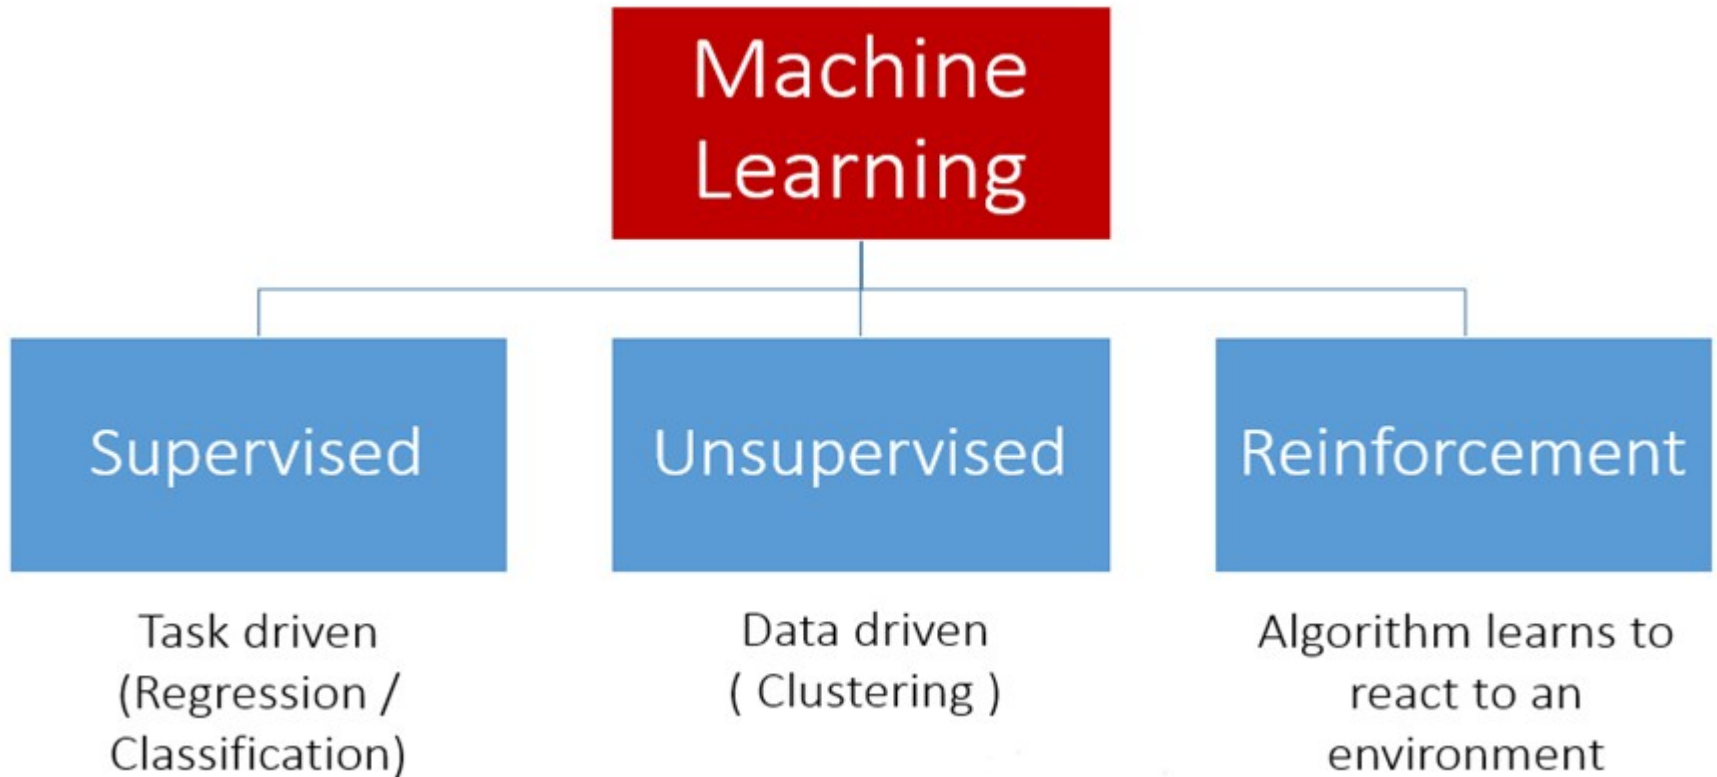 Machine
Learning
Supervised
Unsupervised
Reinforcement
Task driven
(Regression /
Classification)
Data driven
( Clustering )
Algorithm learns to
react to an
environment